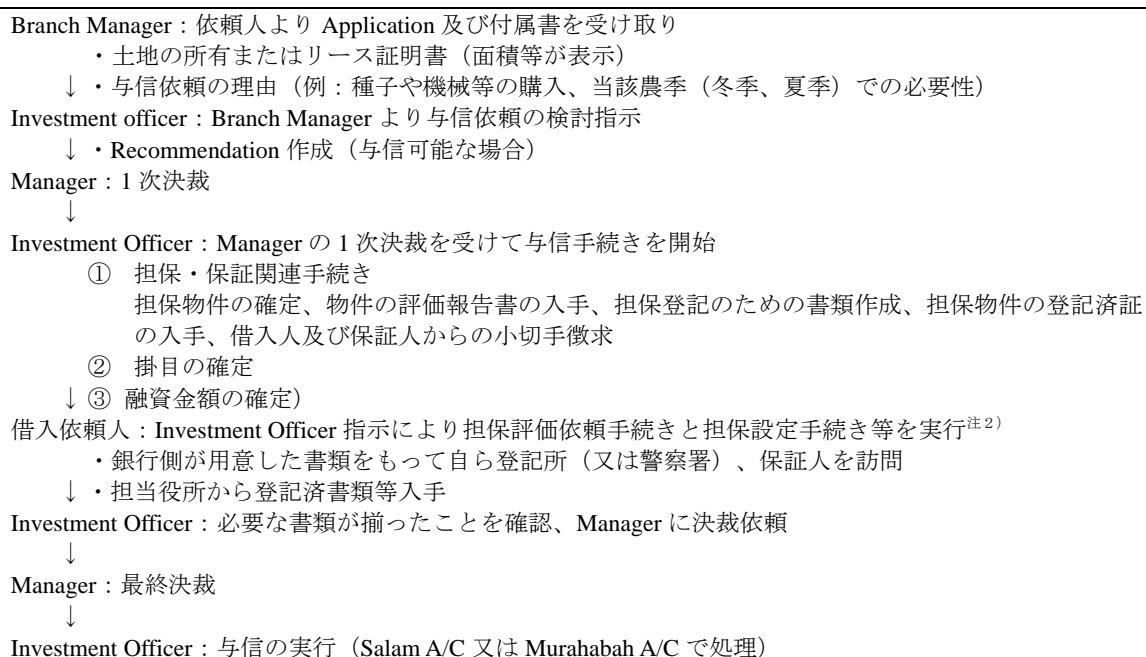 Branch Manager：依頼人より Application 及び付属書を受け取り
・土地の所有またはリース証明書（面積等が表示）
↓・与信依頼の理由（例：種子や機械等の購入、当該農季（冬季、夏季）での必要性）
Investment officer：Branch Manager より与信依頼の検討指示
↓・Recommendation 作成（与信可能な場合）
Manager：1 次決裁
↓
Investment Officer：Manager の 1 次決裁を受けて与信手続きを開始
① 担保・保証関連手続き
担保物件の確定、物件の評価報告書の入手、担保登記のための書類作成、担保物件の登記済証
の入手、借入人及び保証人からの小切手徴求
② 掛目の確定
↓ ③ 融資金額の確定）
借入依頼人：Investment Officer 指示により担保評価依頼手続きと担保設定手続き等を実行注２）
・銀行側が用意した書類をもって自ら登記所（又は警察署）、保証人を訪問
↓・担当役所から登記済書類等入手
Investment Officer：必要な書類が揃ったことを確認、Manager に決裁依頼
↓
Manager：最終決裁
↓
Investment Officer：与信の実行（Salam A/C 又は Murahabah A/C で処理）